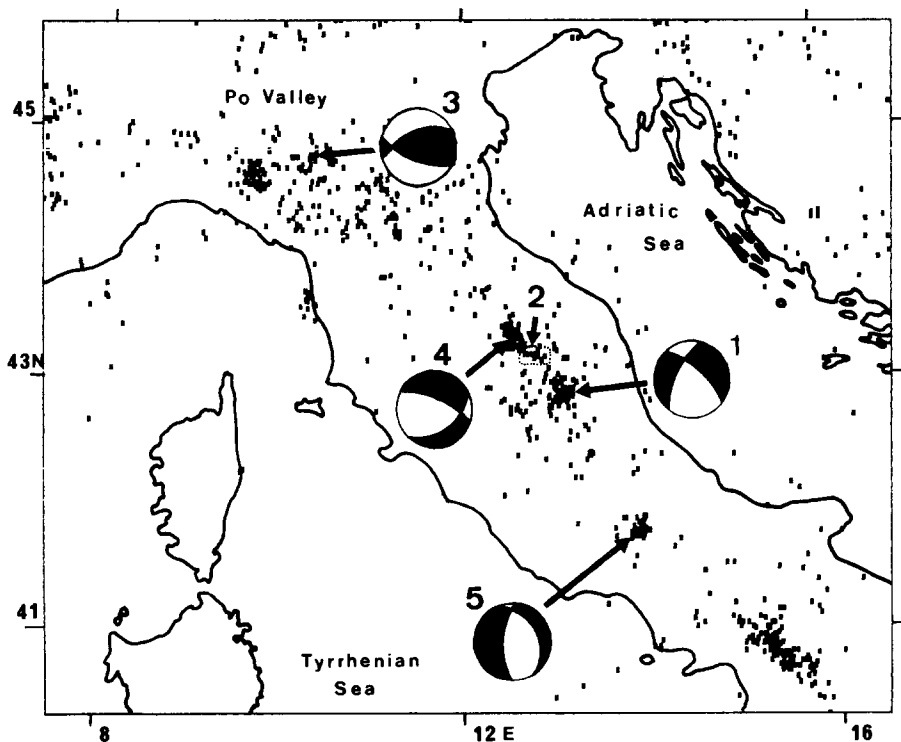 45
Po Valley
3
Adriatic
Sea
2
43N
4
1
5
41
Tyrrhenian
Sea
8
12 E
16